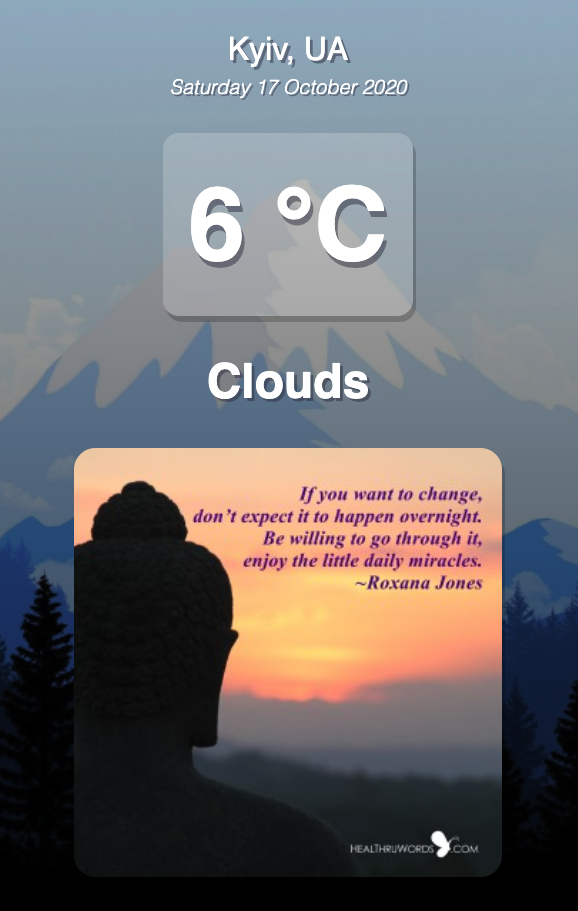 Kyiv, UA
Saturday 17 October 2020
6 °C
Clouds
If you want to change,
don't expect it to happen overnight.
Be willing to go through it,
enjoy the little daily miracles.
~Roxana Jones
HEALTHRUWORDS.COM